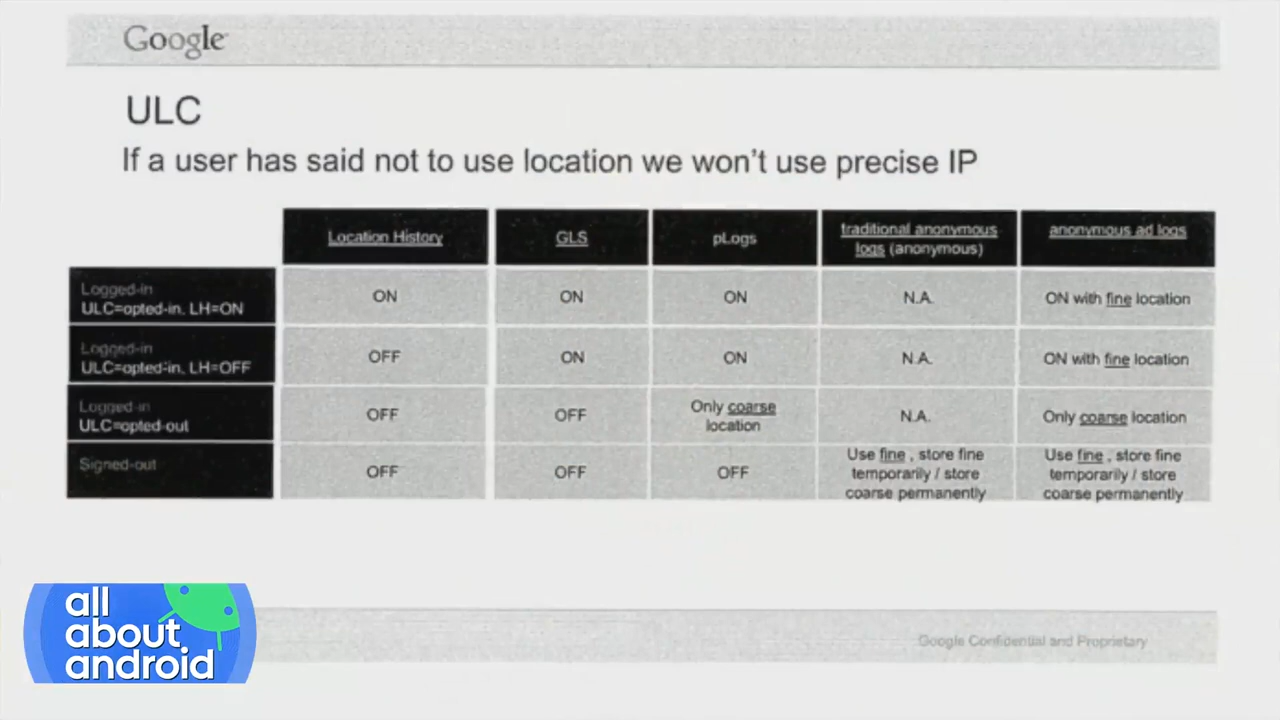 Google
ULC
If a user has said not to use location we won't use precise IP
Location History
GLS
pLogs
traditional anonymous
logs (anonymous)
anonymous ad logs
Logged-in
ULC=opted-in, LH=ON
ON
ON
ON
N.A.
ON with fine location
Logged-in
ULC=opted-in, LH=OFF
OFF
ON
ON
N.A.
ON with fine location
Logged-in
ULC=opted-out
OFF
OFF
Only coarse
location
N.A.
Only coarse location
Signed-out
OFF
OFF
OFF
Use fine , store fine
temporarily / store
coarse permanently
Use fine , store fine
temporarily / store
coarse permanently
all
about
android
Google Confidential and Proprietary